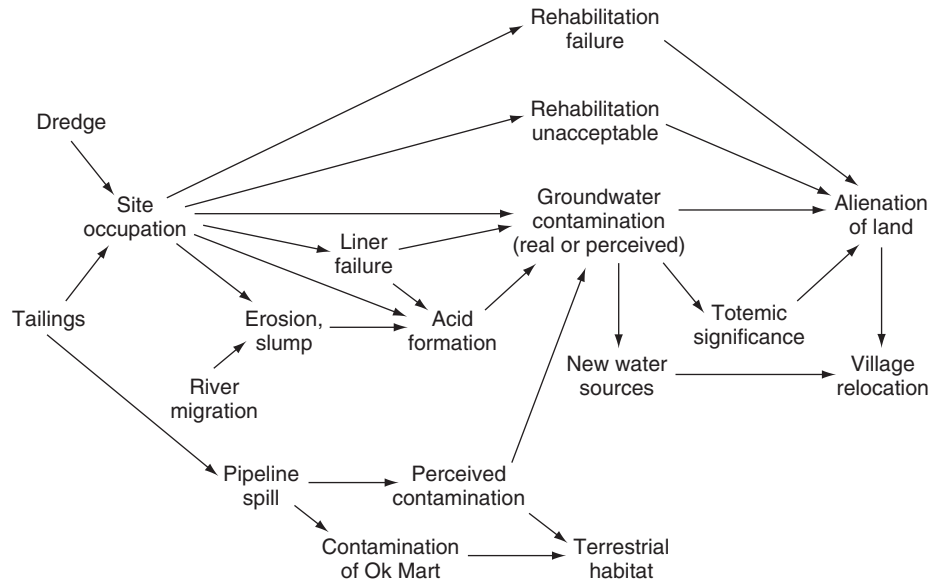 Rehabilitation
failure
Rehabilitation
unacceptable
Dredge
Site
occupation
Groundwater
contamination
(real or perceived)
Alienation
of land
Liner
failure
Tailings
Erosion,
slump
Acid
formation
Totemic
significance
River
migration
New water
sources
Village
relocation
Pipeline
spill
Perceived
contamination
Contamination
of Ok Mart
Terrestrial
habitat